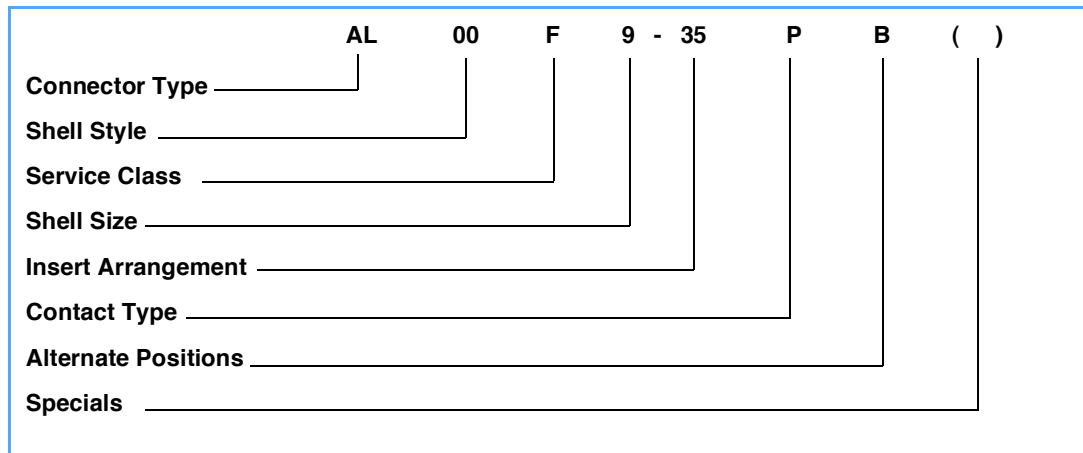 AL 00 F 9 - 35 P B ( )
Connector Type
Shell Style
Service Class
Shell Size
Insert Arrangement
Contact Type
Alternate Positions
Specials